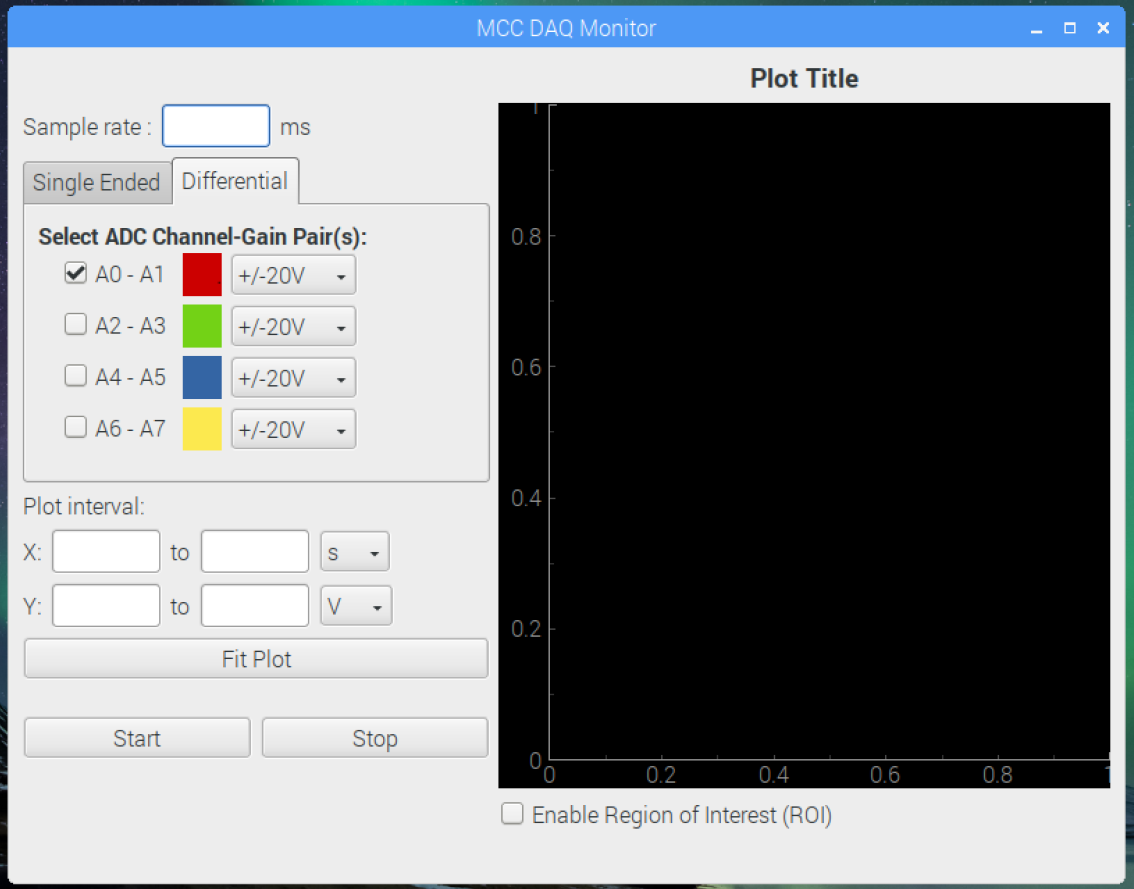 MCC DAQ Monitor
Plot Title
Sample rate : ms
Single Ended Differential
Select ADC Channel-Gain Pair(s):
A0 - A1 +/-20V
A2 - A3 +/-20V
A4 - A5 +/-20V
A6 - A7 +/-20V
Plot interval:
X: to s
Y: to V
Fit Plot
Start Stop
1
0.8
0.6
0.4
0.2
0
0 0.2 0.4 0.6 0.8 1
Enable Region of Interest (ROI)